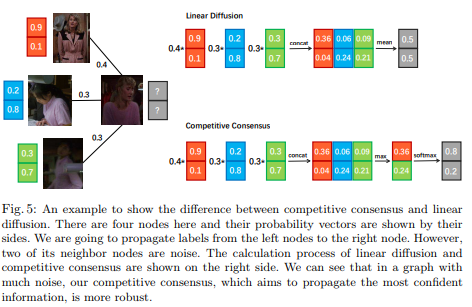 Linear Diffusion
0.9
0.1
0.4
0.2
0.8
0.3
?
?
0.3
0.7
0.3
0.4*
0.9
0.1
0.3*
0.2
0.8
0.3*
0.3
0.7
concat
0.36 0.06 0.09
0.04 0.24 0.21
mean
0.5
0.5
Competitive Consensus
0.4*
0.9
0.1
0.3*
0.2
0.8
0.3*
0.3
0.7
concat
0.36 0.06 0.09
0.04 0.24 0.21
max
0.36
0.24
softmax
0.8
0.2
Fig. 5: An example to show the difference between competitive consensus and linear
diffusion. There are four nodes here and their probability vectors are shown by their
sides. We are going to propagate labels from the left nodes to the right node. However,
two of its neighbor nodes are noise. The calculation process of linear diffusion and
competitive consensus are shown on the right side. We can see that in a graph with
much noise, our competitive consensus, which aims to propagate the most confident
information, is more robust.